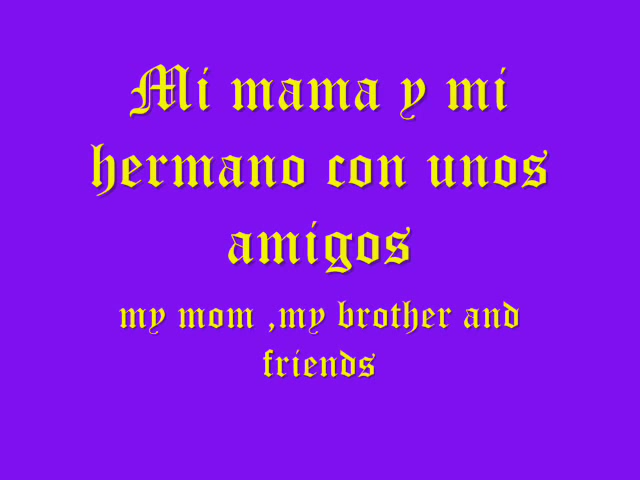 Mi mama y mi
hermano con unos
amigos
my mom ,my brother and
friends